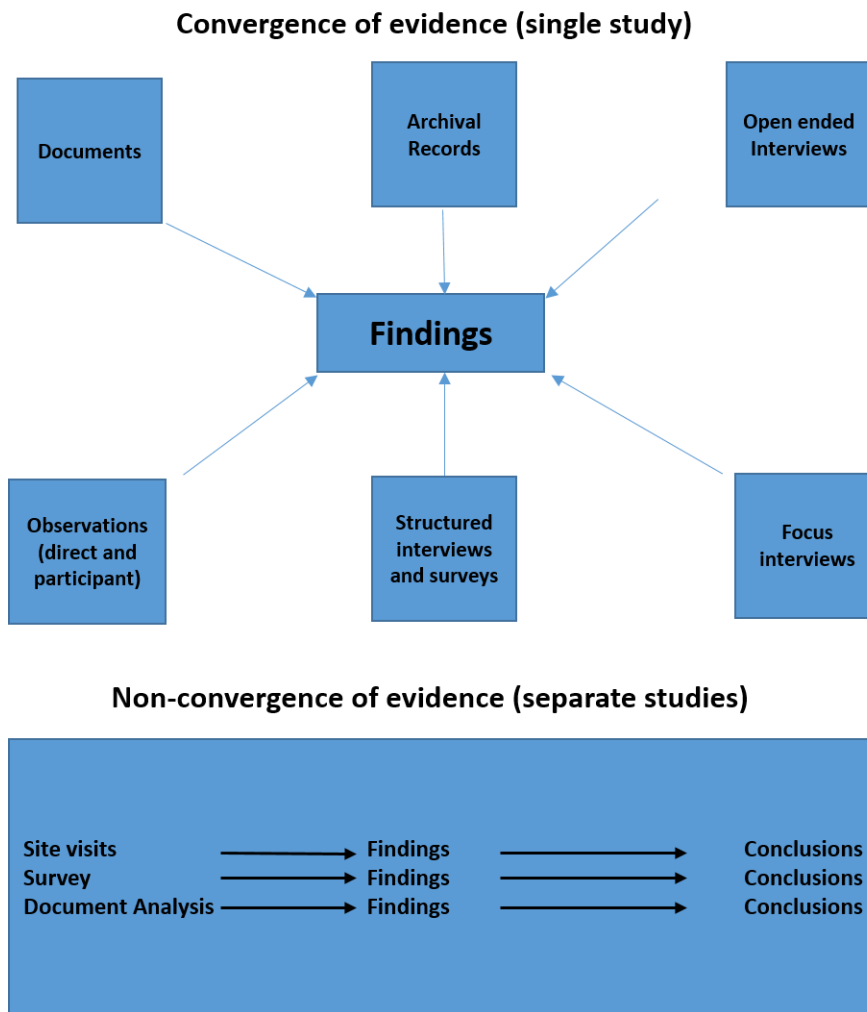 Convergence of evidence (single study)
Documents
Archival
Records
Open ended
Interviews
Findings
Observations
(direct and
participant)
Structured
interviews
and surveys
Focus
interviews
Non-convergence of evidence (separate studies)
Site visits Findings Conclusions
Survey Findings Conclusions
Document Analysis Findings Conclusions